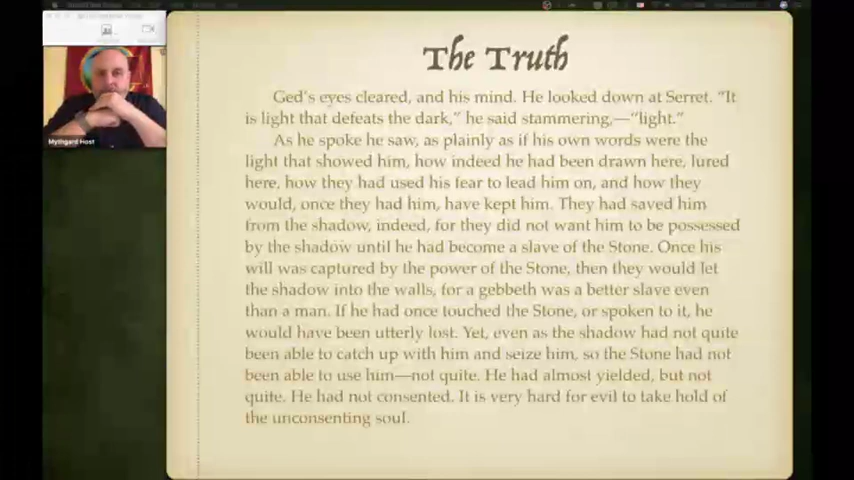 The Truth
Ged's eyes cleared, and his mind. He looked down at Serret. “It
is light that defeats the dark,” he said stammering,—“light.”
As he spoke he saw, as plainly as if his own words were the
light that showed him, how indeed he had been drawn here, lured
here, how they had used his fear to lead him on, and how they
would, once they had him, have kept him. They had saved him
from the shadow, indeed, for they did not want him to be possessed
by the shadow until he had become a slave of the Stone. Once his
will was captured by the power of the Stone, then they would let
the shadow into the walls, for a gebbeth was a better slave even
than a man. If he had once touched the Stone, or spoken to it, he
would have been utterly lost. Yet, even as the shadow had not quite
been able to catch up with him and seize him, so the Stone had not
been able to use him—not quite. He had almost yielded, but not
quite. He had not consented. It is very hard for evil to take hold of
the unconsenting soul.
Mythgard Host